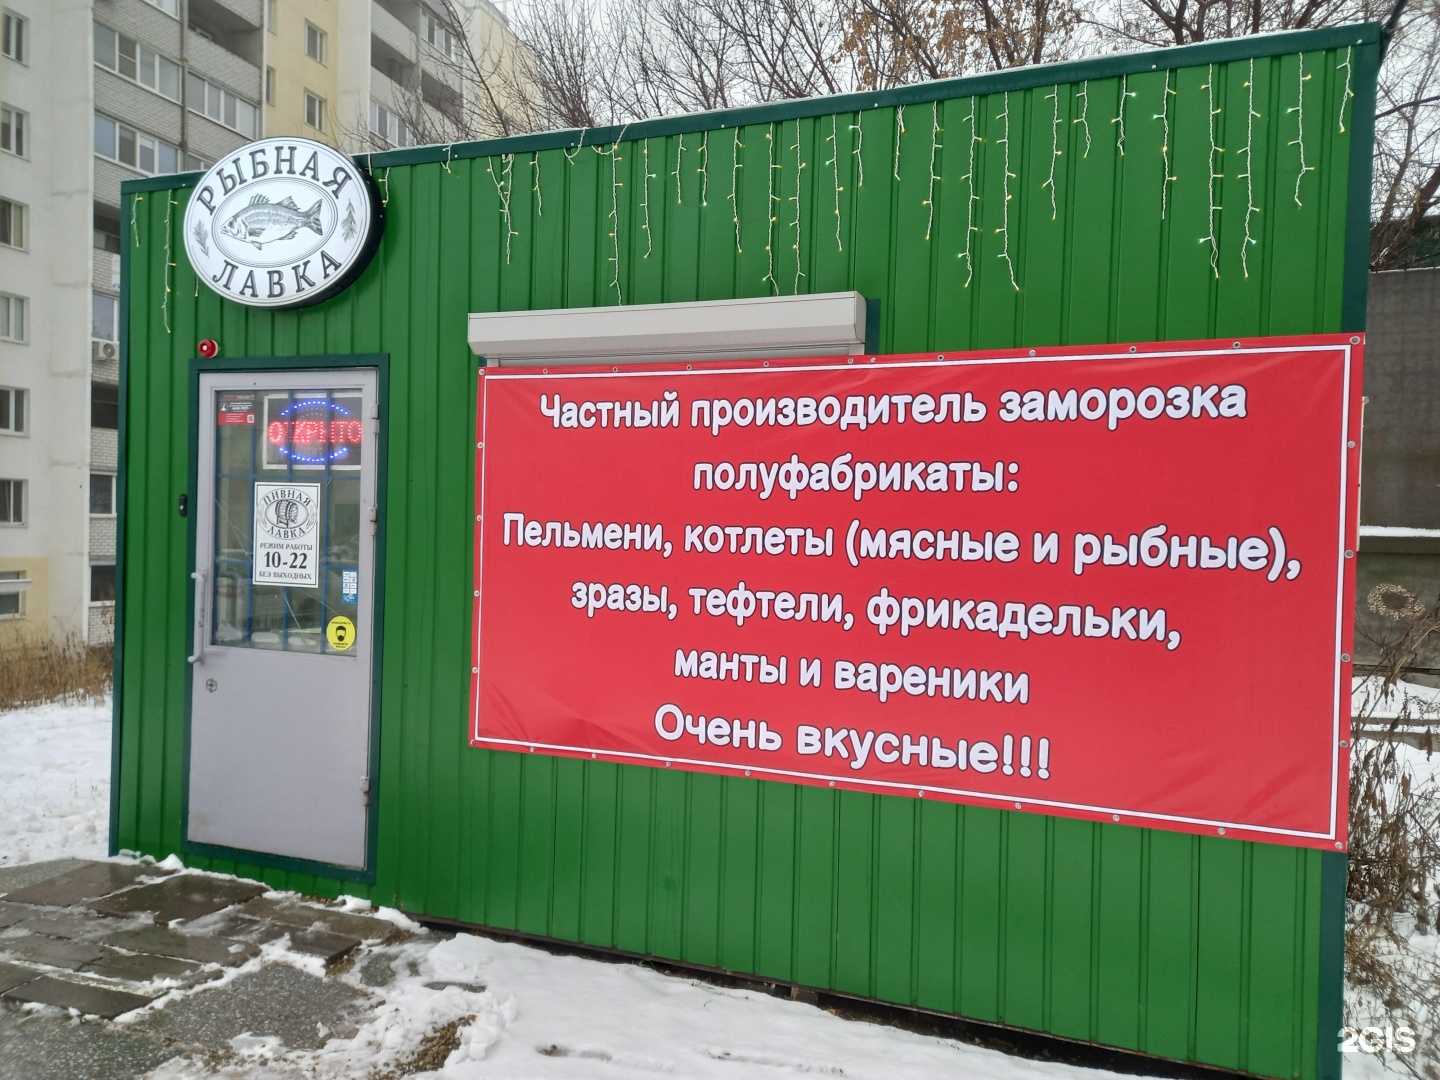 РЫБНАЯ
ЛАВКА
ОТКРЫТО
ПИВНАЯ
ЛАВКА
РЕЖИМ РАБОТЫ
10-22
БЕЗ ВЫХОДНЫХ
Частный производитель заморозка
полуфабрикаты:
Пельмени, котлеты (мясные и рыбные),
зразы, тефтели, фрикадельки,
манты и вареники
Очень вкусные!!!
2GIS